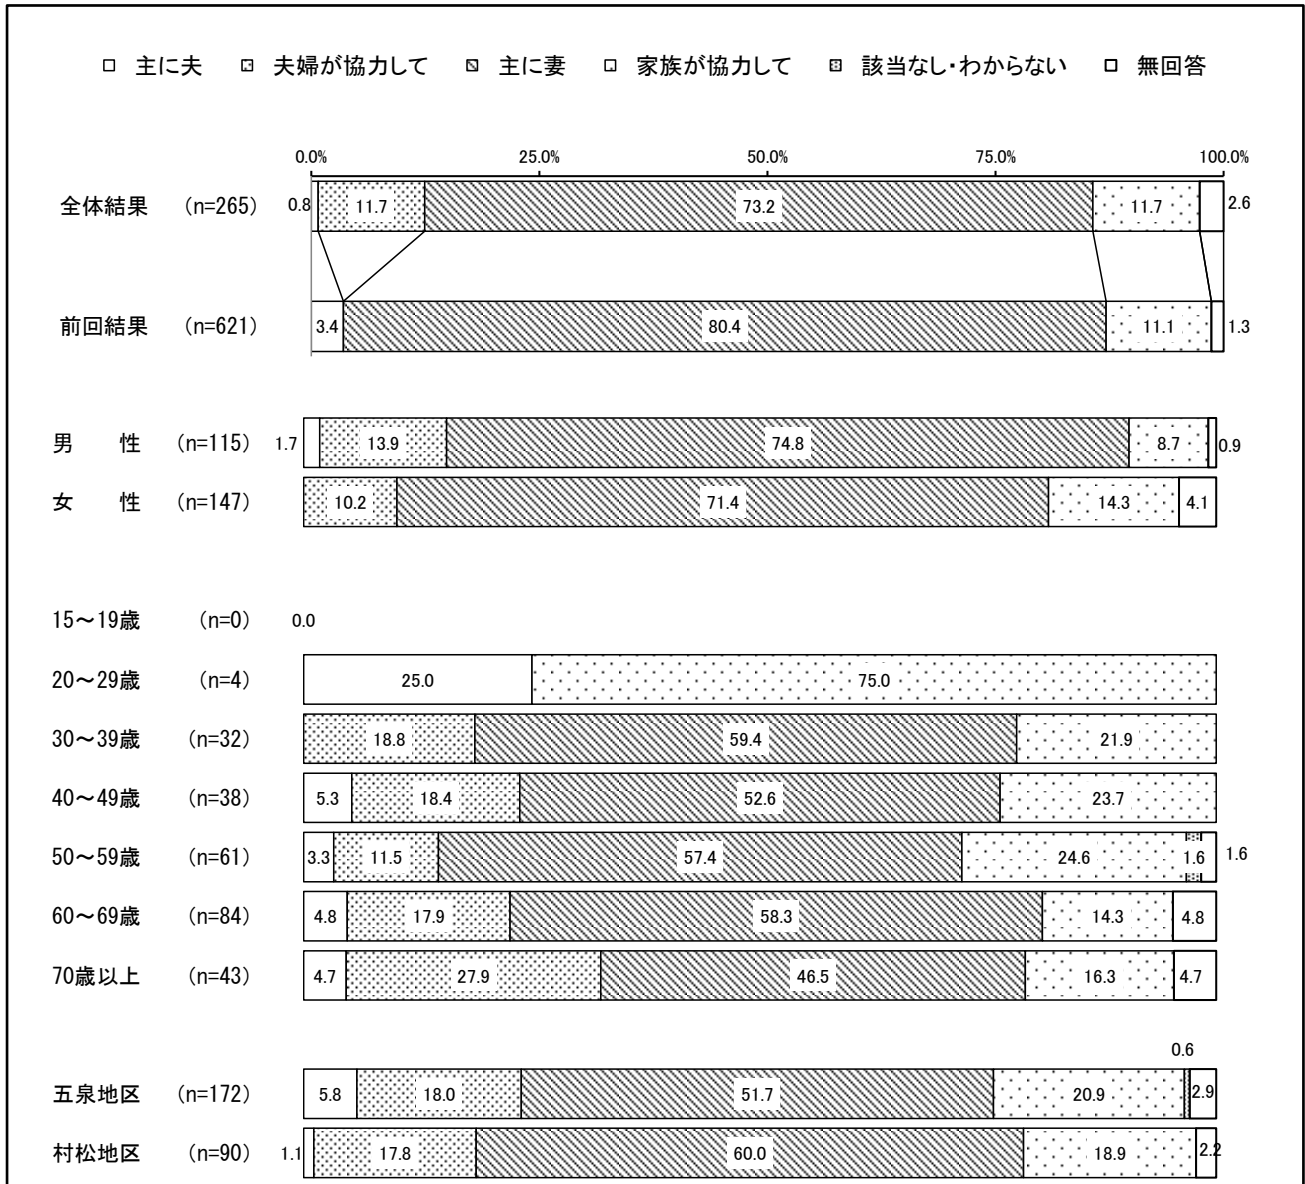 □ 主に夫 □ 夫婦が協力して □ 主に妻 □ 家族が協力して □ 該当なし・わからない □ 無回答
0.0% 25.0% 50.0% 75.0% 100.0%
全体結果 (n=265) 0.8 11.7 73.2 11.7 2.6
前回結果 (n=621) 3.4 80.4 11.1 1.3
男 性 (n=115) 1.7 13.9 74.8 8.7 0.9
女 性 (n=147) 10.2 71.4 14.3 4.1
15～19歳 (n=0) 0.0
20～29歳 (n=4) 25.0 75.0
30～39歳 (n=32) 18.8 59.4 21.9
40～49歳 (n=38) 5.3 18.4 52.6 23.7
50～59歳 (n=61) 3.3 11.5 57.4 24.6 1.6 1.6
60～69歳 (n=84) 4.8 17.9 58.3 14.3 4.8
70歳以上 (n=43) 4.7 27.9 46.5 16.3 4.7
0.6
五泉地区 (n=172) 5.8 18.0 51.7 20.9 2.9
村松地区 (n=90) 1.1 17.8 60.0 18.9 2.2